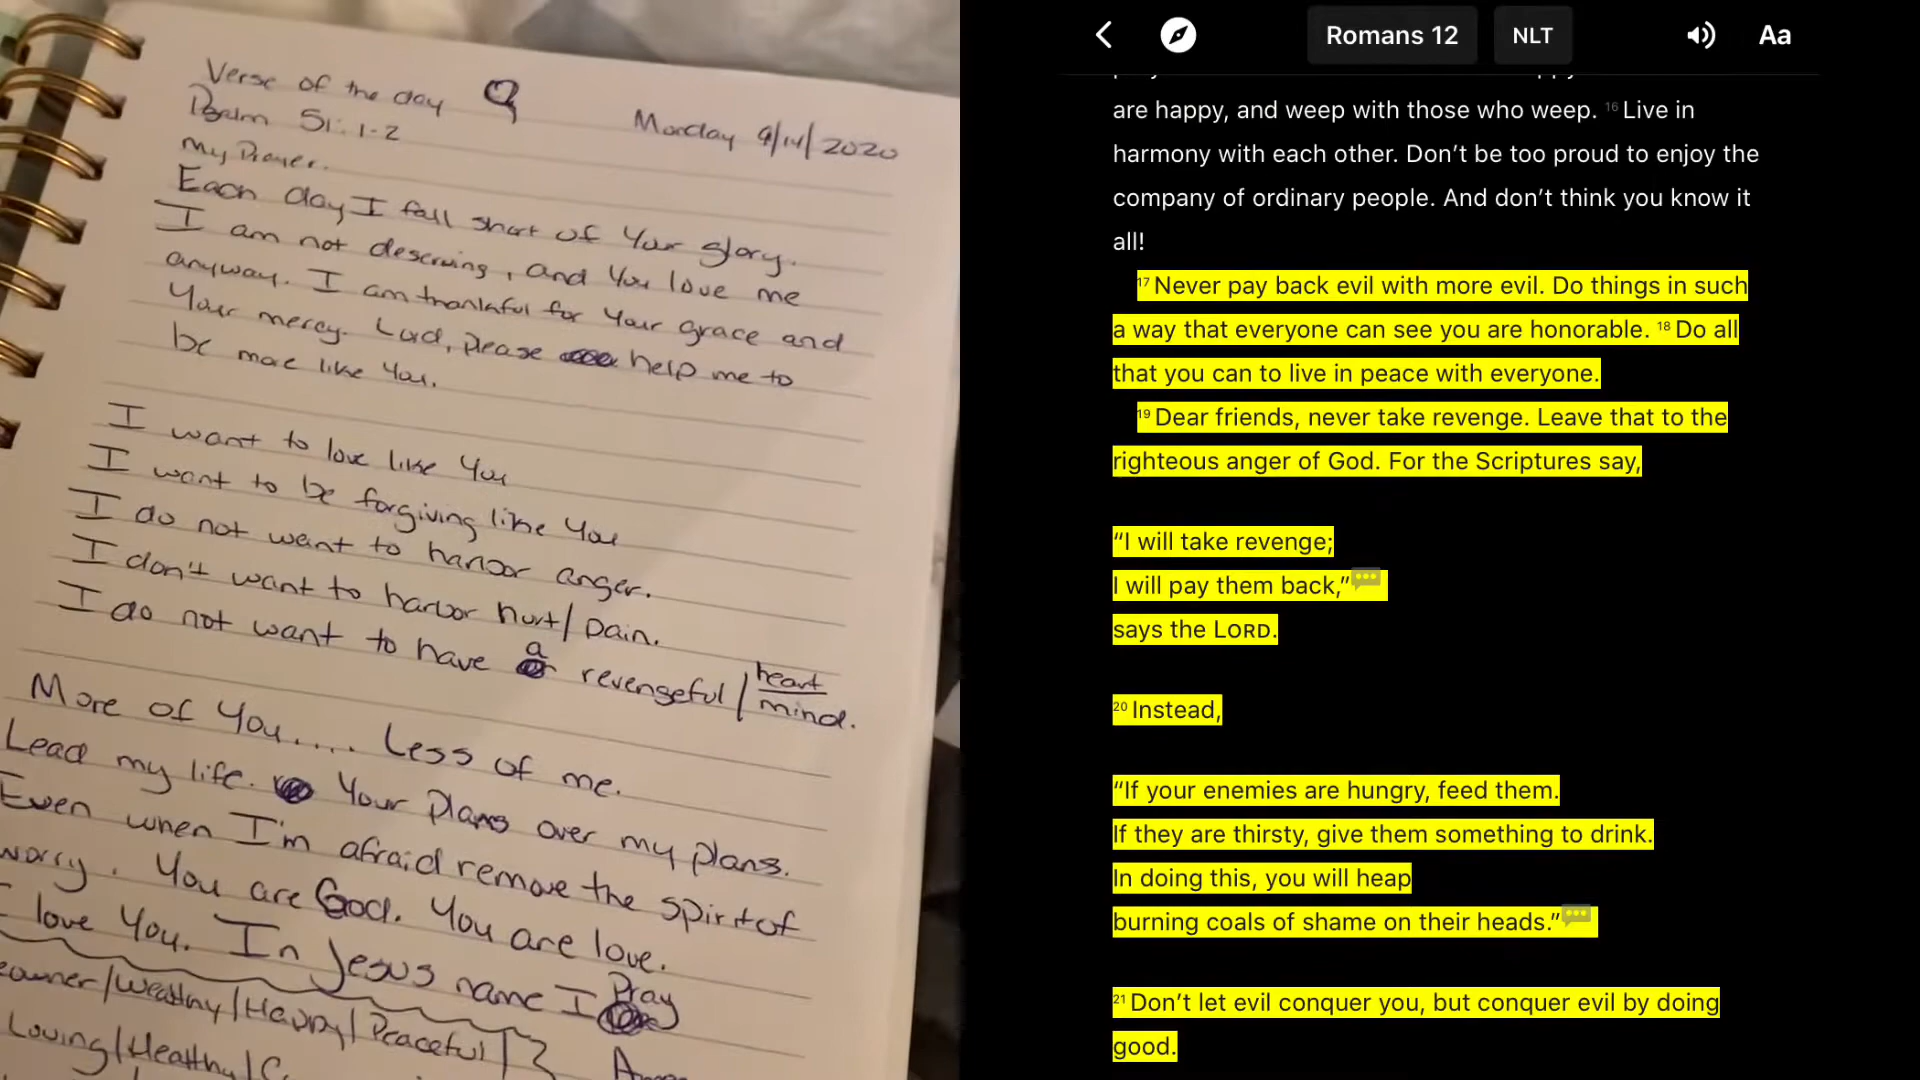 Verse of the day
Psalm 51:1-2
Monday 9/14/2020
My Prayer.
Each day I fall short of Your glory.
I am not deserving, and You love me
anyway. I am thankful for Your grace and
Your mercy. Lord, please help me to
be more like You.
I want to love like You
I want to be forgiving like You
I do not want to harbor anger.
I don't want to harbor hurt/pain.
I do not want to have a revengeful/heart
mind.
More of You.... Less of me.
Lead my life. Your plans over my plans.
Even when I'm afraid remove the spirit of
worry. You are God. You are love.
I love You. In Jesus name I Pray
/Wealthy/Happy/Peaceful
Loving/Healthy/
Romans 12 NLT Aa
are happy, and weep with those who weep. 16 Live in
harmony with each other. Don’t be too proud to enjoy the
company of ordinary people. And don’t think you know it
all!
17 Never pay back evil with more evil. Do things in such
a way that everyone can see you are honorable. 18 Do all
that you can to live in peace with everyone.
19 Dear friends, never take revenge. Leave that to the
righteous anger of God. For the Scriptures say,
“I will take revenge;
I will pay them back,”
says the LORD.
20 Instead,
“If your enemies are hungry, feed them.
If they are thirsty, give them something to drink.
In doing this, you will heap
burning coals of shame on their heads.”
21 Don’t let evil conquer you, but conquer evil by doing
good.